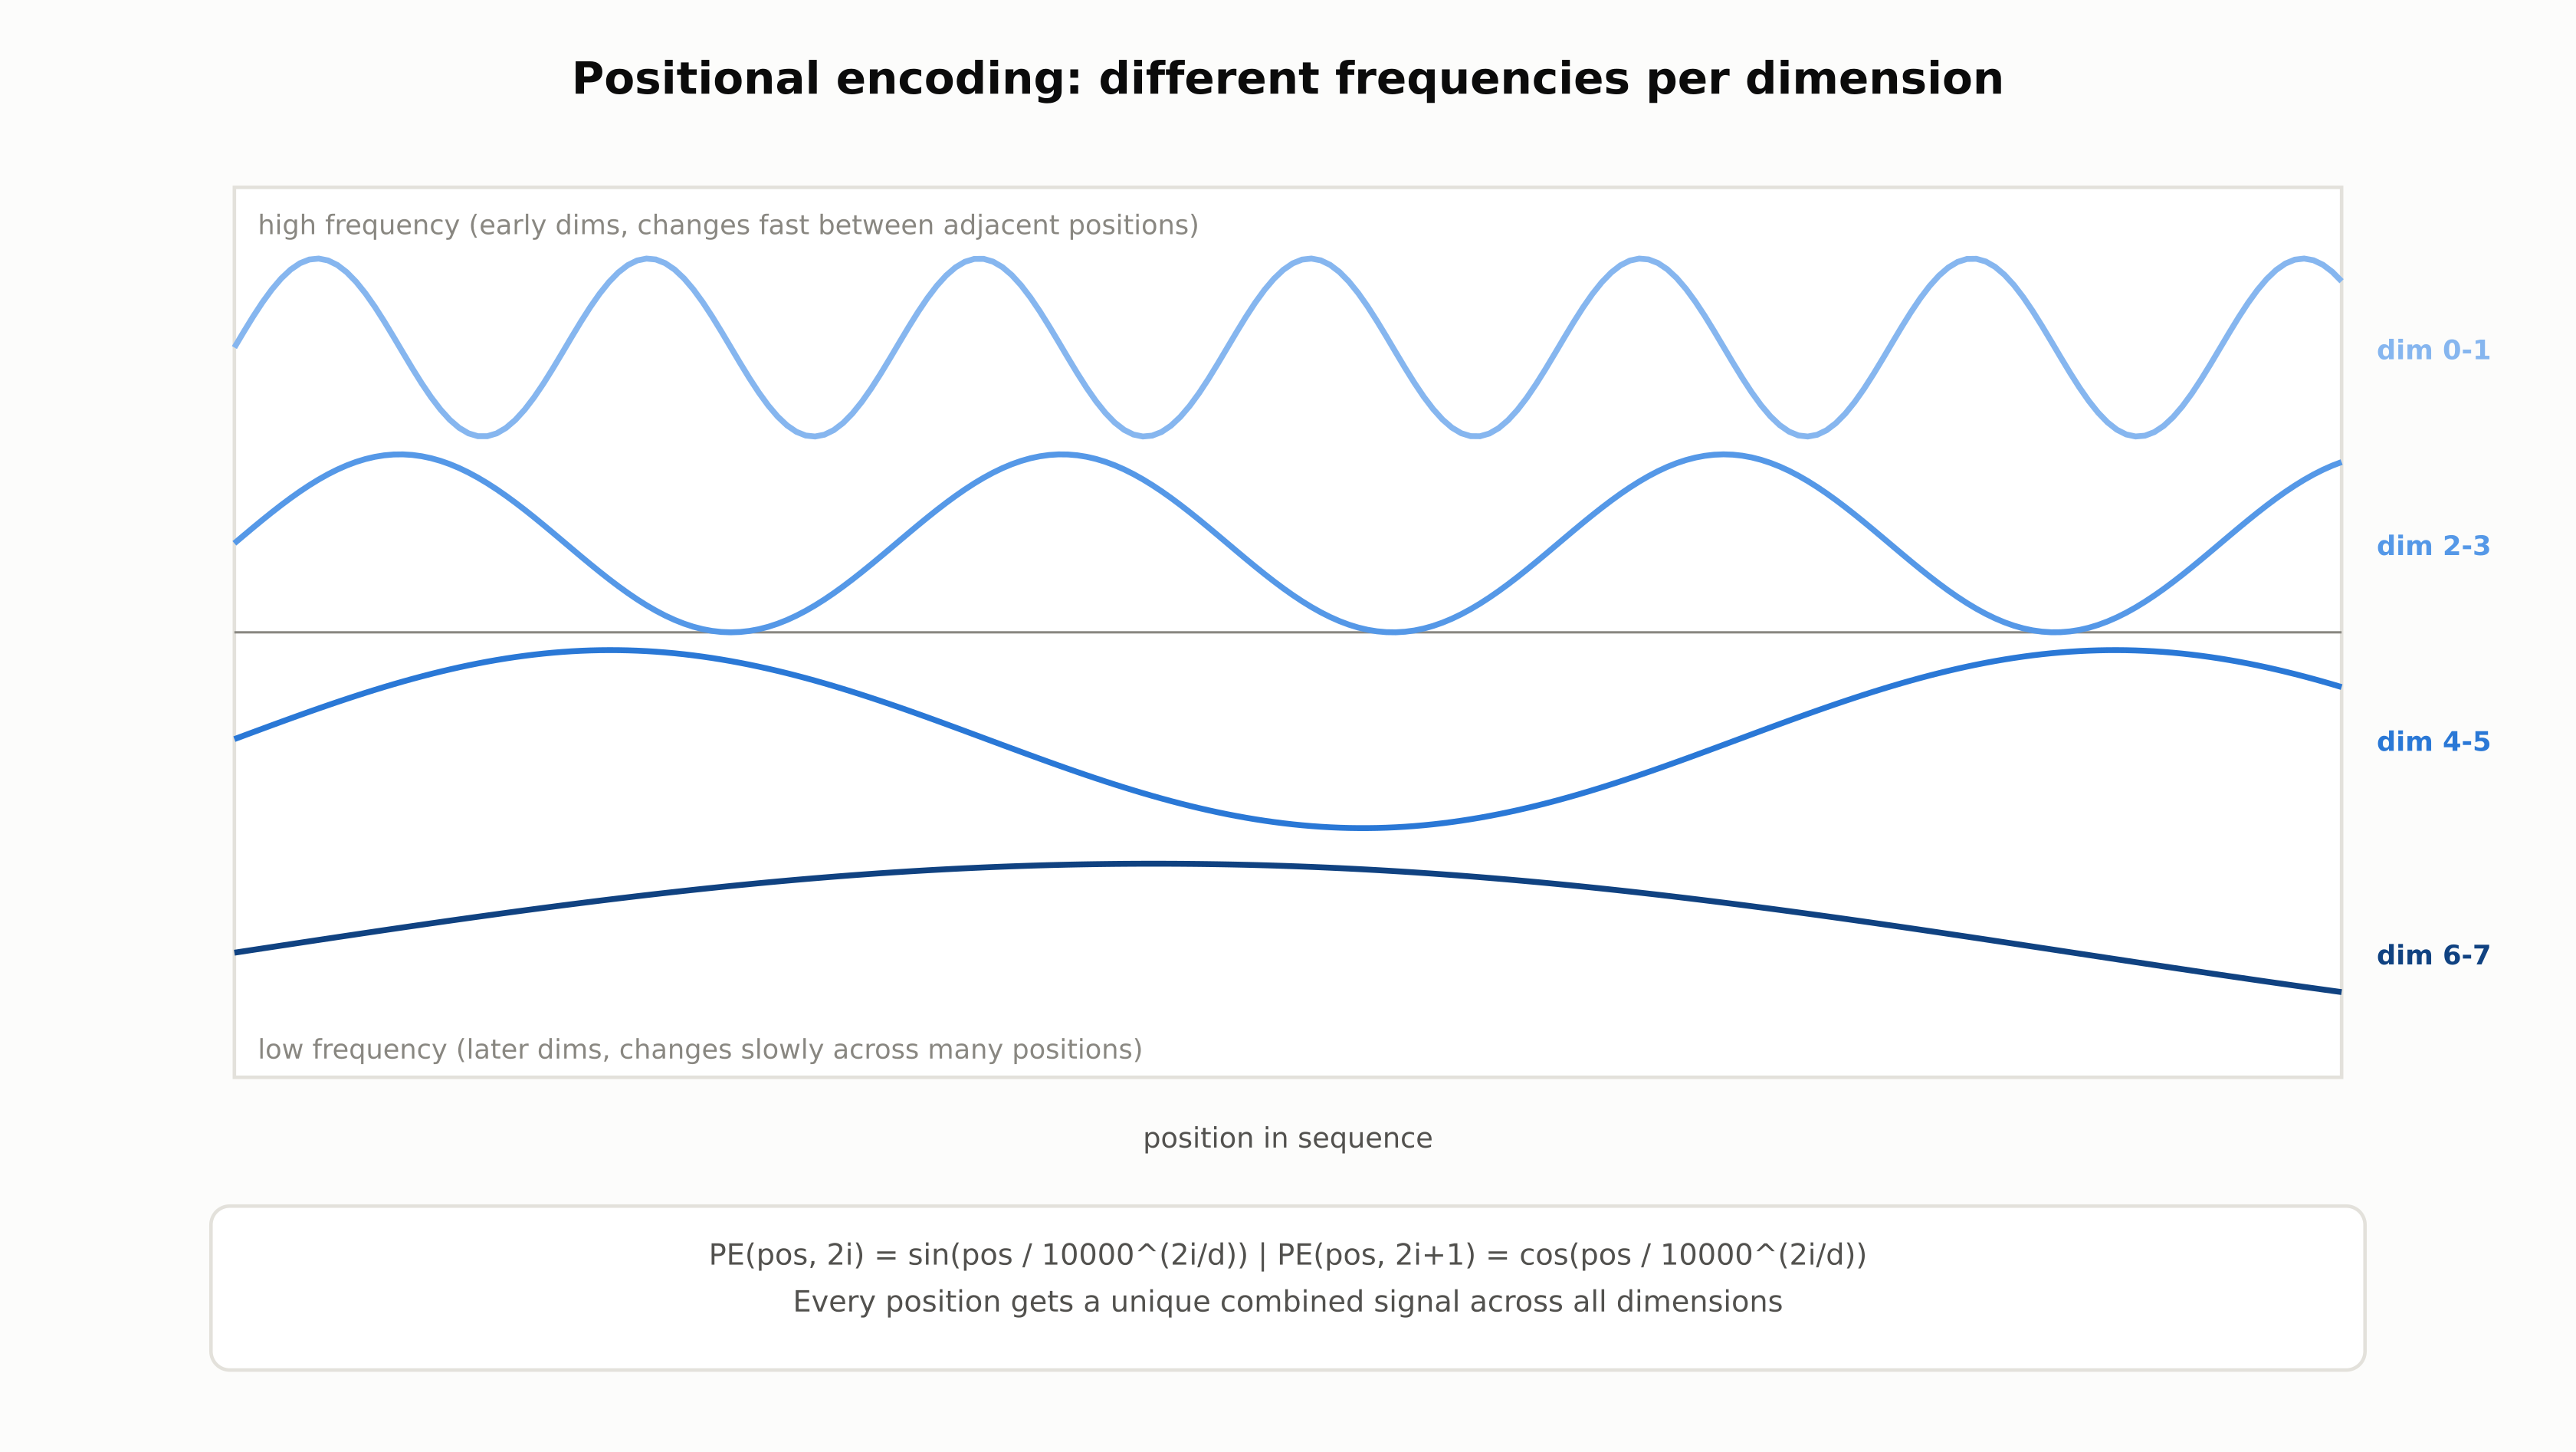 Positional encoding: different frequencies per dimension
high frequency (early dims, changes fast between adjacent positions)
dim 0-1
dim 2-3
dim 4-5
dim 6-7
low frequency (later dims, changes slowly across many positions)
position in sequence
PE(pos, 2i) = sin(pos / 10000^(2i/d)) | PE(pos, 2i+1) = cos(pos / 10000^(2i/d))
Every position gets a unique combined signal across all dimensions